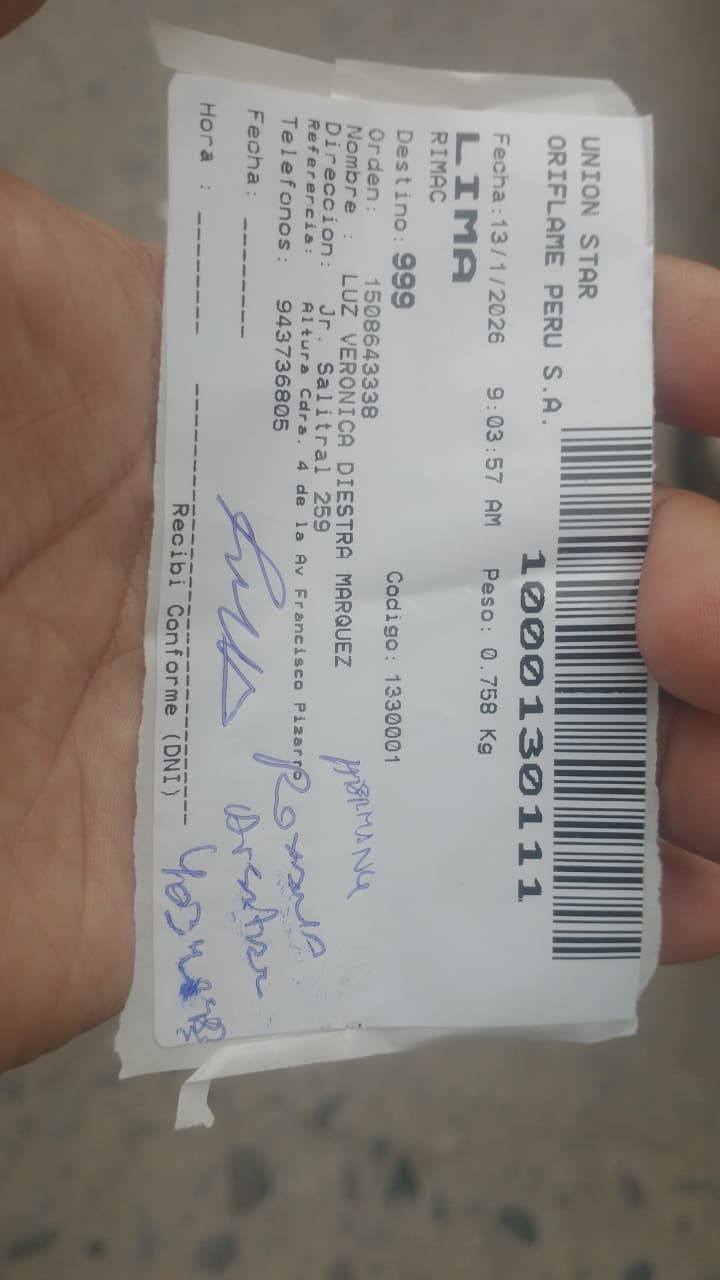 UNION STAR
ORIFLAME PERU S.A.
10000130111
Fecha:13/1/2026 9:03:57 AM Peso: 0.758 Kg
LIMA
RIMAC
Destino: 999 Codigo: 1330001
Orden: 1508643338
Nombre : LUZ VERONICA DIESTRA MARQUEZ
Direccion: Jr. Salitral 259
Referencia: Altura Cdra. 4 de la Av Francisco Pizarro
Telefonos: 943736805
Fecha: --------
Hora : --------
Recibi Conforme (DNI)